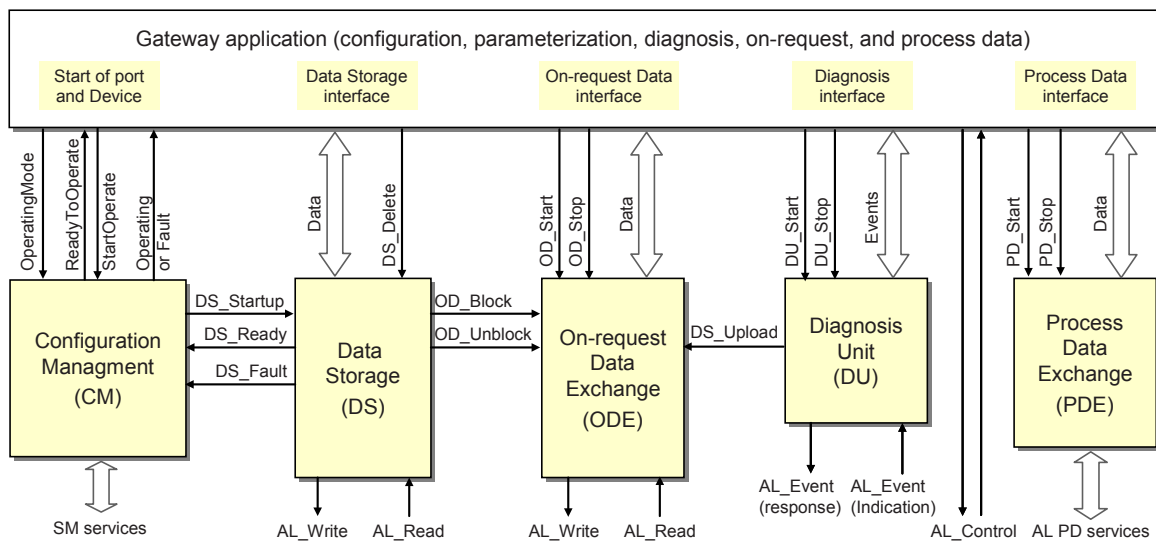 Gateway application (configuration, parameterization, diagnosis, on-request, and process data)
Start of port
and Device
Data Storage
interface
On-request Data
interface
Diagnosis
interface
Process Data
interface
OperatingMode
ReadyToOperate
StartOperate
Operating
or Fault
Data
DS_Delete
OD_Start
OD_Stop
Data
DU_Start
DU_Stop
Events
PD_Start
PD_Stop
Data
Configuration
Managment
(CM)
DS_Startup
DS_Ready
DS_Fault
Data
Storage
(DS)
OD_Block
OD_Unblock
On-request
Data
Exchange
(ODE)
DS_Upload
Diagnosis
Unit
(DU)
Process
Data
Exchange
(PDE)
SM services
AL_Write
AL_Read
AL_Write
AL_Read
AL_Event
(response)
AL_Event
(Indication)
AL_Control
AL PD services